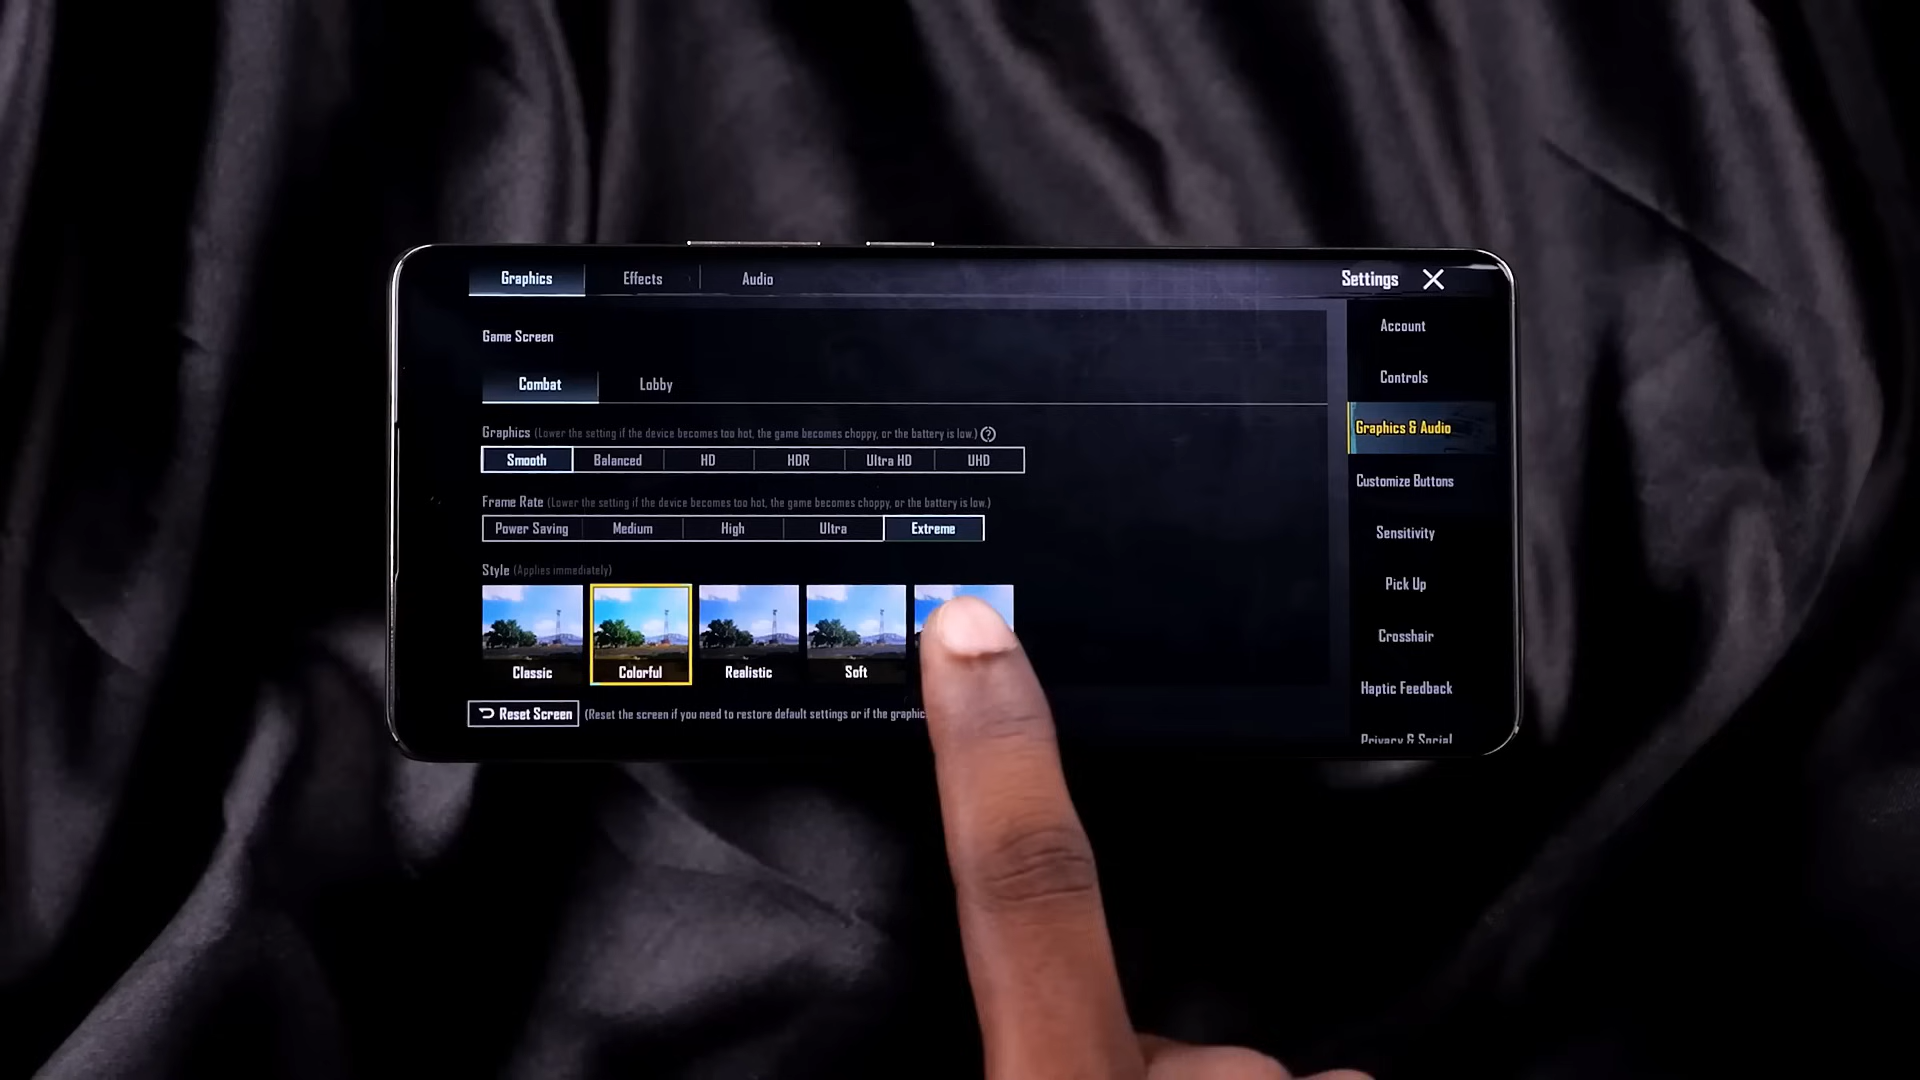 Graphics Effects Audio Settings
Game Screen
Combat Lobby
Graphics (Lower the setting if the device becomes too hot, the game becomes choppy, or the battery is low.)
Smooth Balanced HD HDR Ultra HD UHD
Frame Rate (Lower the setting if the device becomes too hot, the game becomes choppy, or the battery is low.)
Power Saving Medium High Ultra Extreme
Style (Applies immediately)
Classic Colorful Realistic Soft
Reset Screen (Reset the screen if you need to restore default settings or if the graphic
Account
Controls
Graphics & Audio
Customize Buttons
Sensitivity
Pick Up
Crosshair
Haptic Feedback
Privacy & Social